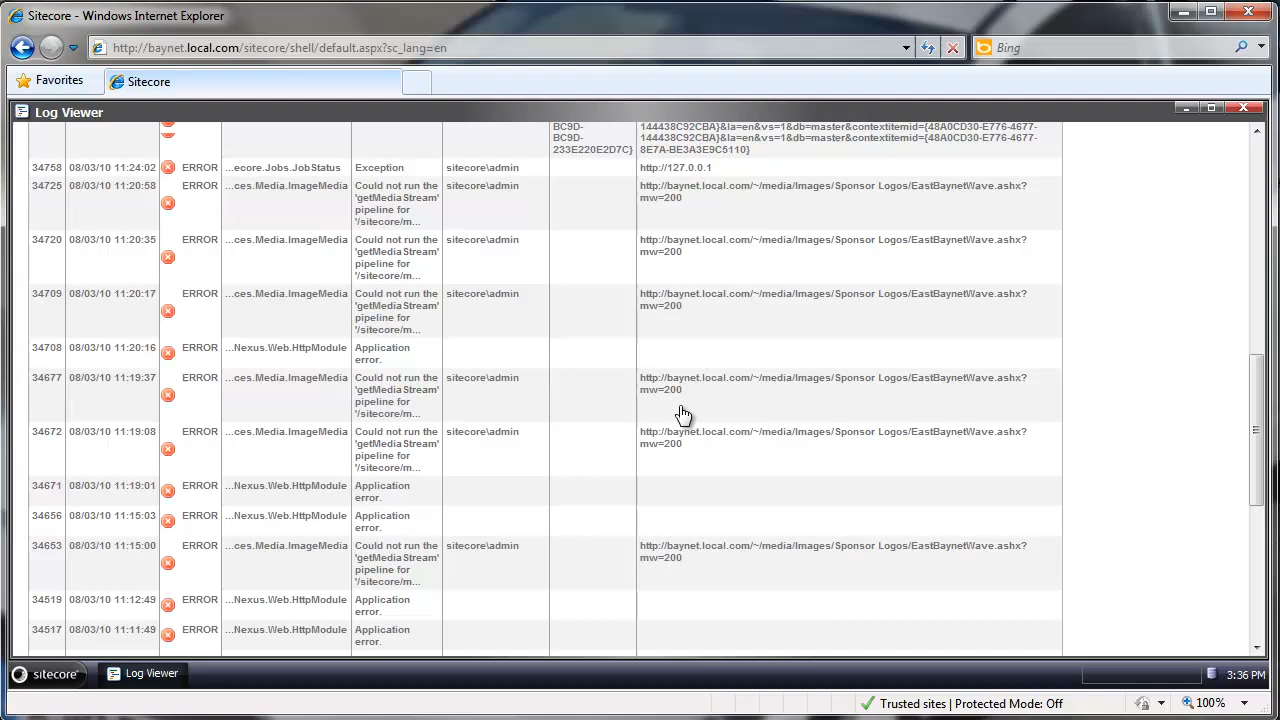 Sitecore - Windows Internet Explorer
http://baynet.local.com/sitecore/shell/default.aspx?sc_lang=en
Bing
Favorites
Sitecore
Log Viewer
BC9D-
BCBD-
233E220E2D7C}
144438C92CBA}&la=en&vs=1&db=master&contextitemid={48A0CD30-E776-4677-
144438C92CBA}&la=en&vs=1&db=master&contextitemid={48A0CD30-E776-4677-
8E7A-BE3A3E9C5110}
34758 08/03/10 11:24:02 ERROR ...ecore.Jobs.JobStatus Exception sitecore\admin http://127.0.0.1
34725 08/03/10 11:20:58 ERROR ...ces.Media.ImageMedia Could not run the sitecore\admin http://baynet.local.com/~/media/Images/Sponsor Logos/EastBaynetWave.ashx?
'getMediaStream' mw=200
pipeline for
'/sitecore/m...
34720 08/03/10 11:20:35 ERROR ...ces.Media.ImageMedia Could not run the sitecore\admin http://baynet.local.com/~/media/Images/Sponsor Logos/EastBaynetWave.ashx?
'getMediaStream' mw=200
pipeline for
'/sitecore/m...
34709 08/03/10 11:20:17 ERROR ...ces.Media.ImageMedia Could not run the sitecore\admin http://baynet.local.com/~/media/Images/Sponsor Logos/EastBaynetWave.ashx?
'getMediaStream' mw=200
pipeline for
'/sitecore/m...
34708 08/03/10 11:20:16 ERROR ...Nexus.Web.HttpModule Application
error.
34677 08/03/10 11:19:37 ERROR ...ces.Media.ImageMedia Could not run the sitecore\admin http://baynet.local.com/~/media/Images/Sponsor Logos/EastBaynetWave.ashx?
'getMediaStream' mw=200
pipeline for
'/sitecore/m...
34672 08/03/10 11:19:08 ERROR ...ces.Media.ImageMedia Could not run the sitecore\admin http://baynet.local.com/~/media/Images/Sponsor Logos/EastBaynetWave.ashx?
'getMediaStream' mw=200
pipeline for
'/sitecore/m...
34671 08/03/10 11:19:01 ERROR ...Nexus.Web.HttpModule Application
error.
34656 08/03/10 11:15:03 ERROR ...Nexus.Web.HttpModule Application
error.
34653 08/03/10 11:15:00 ERROR ...ces.Media.ImageMedia Could not run the sitecore\admin http://baynet.local.com/~/media/Images/Sponsor Logos/EastBaynetWave.ashx?
'getMediaStream' mw=200
pipeline for
'/sitecore/m...
34519 08/03/10 11:12:49 ERROR ...Nexus.Web.HttpModule Application
error.
34517 08/03/10 11:11:49 ERROR ...Nexus.Web.HttpModule Application
error.
sitecore Log Viewer 3:36 PM
Trusted sites | Protected Mode: Off 100%